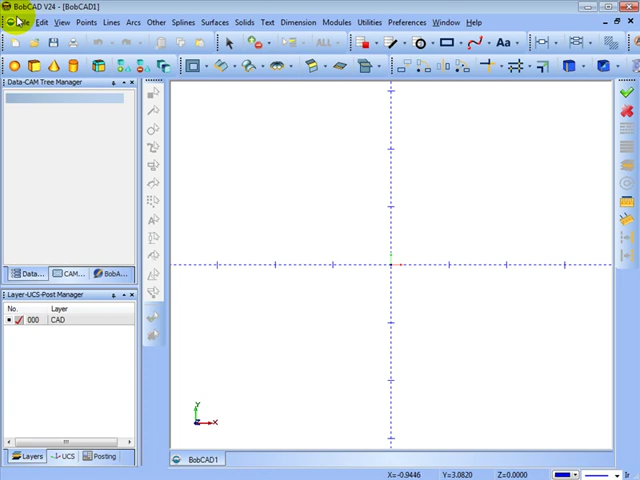 BobCAD V24 - [BobCAD1]
Edit View Points Lines Arcs Other Splines Surfaces Solids Text Dimension Modules Utilities Preferences Window Help
ALL Aa
Data-CAM Tree Manager
Data... CAM... BobA...
Layer-UCS-Post Manager
No. Layer
000 CAD
Layers UCS Posting
Y
X
Z
BobCAD1
X=-0.9446 Y=3.0820 Z=0.0000